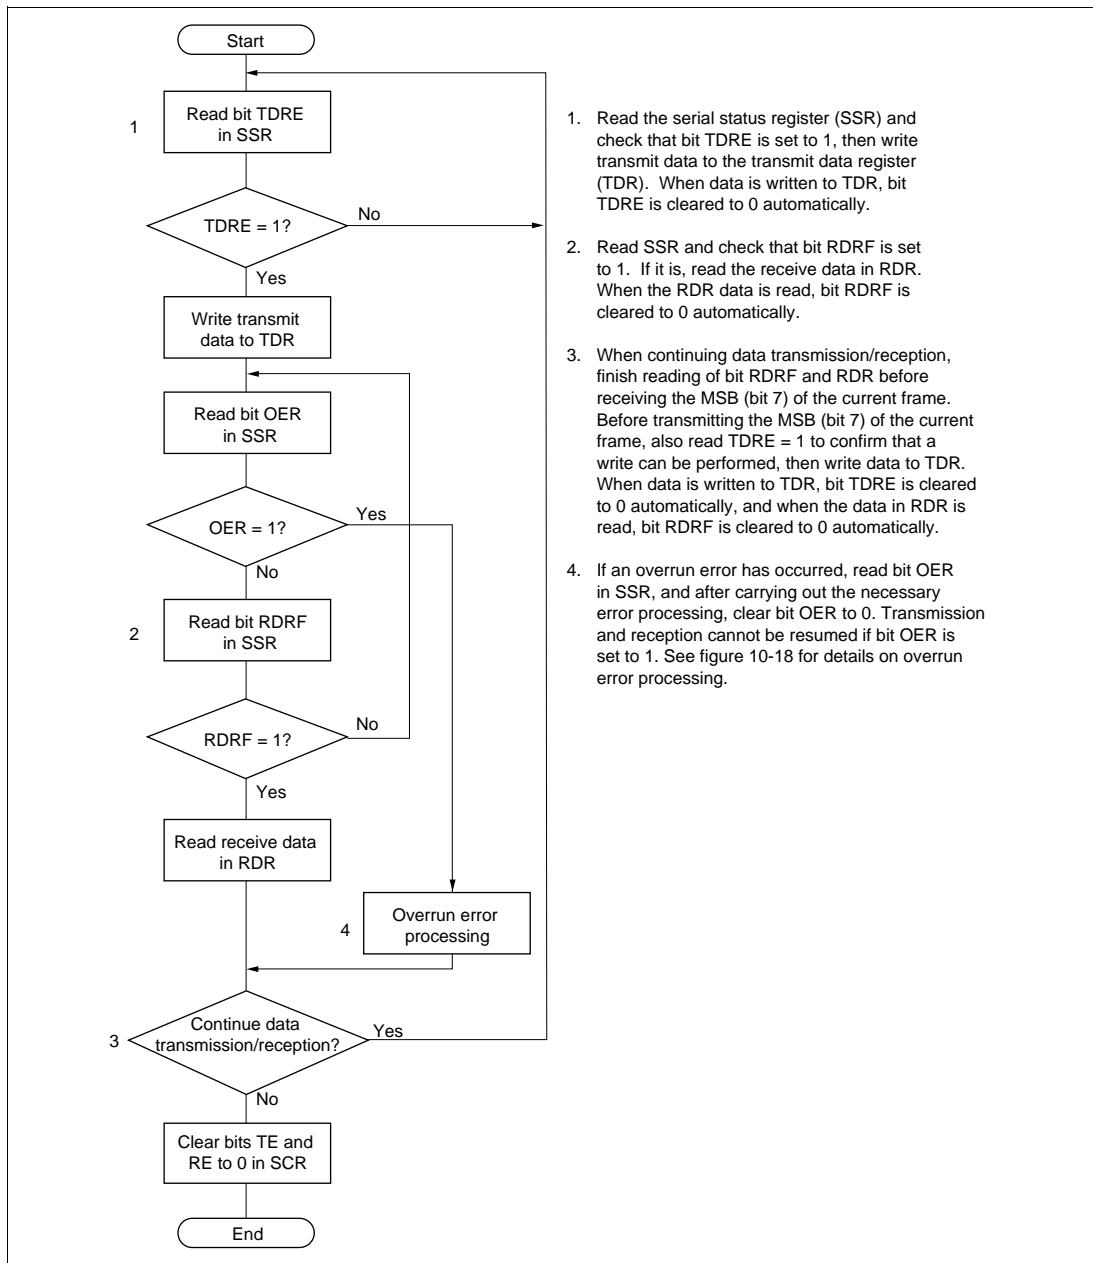 Start
1
Read bit TDRE
in SSR
TDRE = 1?
No
Yes
Write transmit
data to TDR
Read bit OER
in SSR
OER = 1?
Yes
No
2
Read bit RDRF
in SSR
RDRF = 1?
No
Yes
Read receive data
in RDR
4
Overrun error
processing
3
Continue data
transmission/reception?
Yes
No
Clear bits TE and
RE to 0 in SCR
End
1. Read the serial status register (SSR) and
check that bit TDRE is set to 1, then write
transmit data to the transmit data register
(TDR). When data is written to TDR, bit
TDRE is cleared to 0 automatically.
2. Read SSR and check that bit RDRF is set
to 1. If it is, read the receive data in RDR.
When the RDR data is read, bit RDRF is
cleared to 0 automatically.
3. When continuing data transmission/reception,
finish reading of bit RDRF and RDR before
receiving the MSB (bit 7) of the current frame.
Before transmitting the MSB (bit 7) of the current
frame, also read TDRE = 1 to confirm that a
write can be performed, then write data to TDR.
When data is written to TDR, bit TDRE is cleared
to 0 automatically, and when the data in RDR is
read, bit RDRF is cleared to 0 automatically.
4. If an overrun error has occurred, read bit OER
in SSR, and after carrying out the necessary
error processing, clear bit OER to 0. Transmission
and reception cannot be resumed if bit OER is
set to 1. See figure 10-18 for details on overrun
error processing.